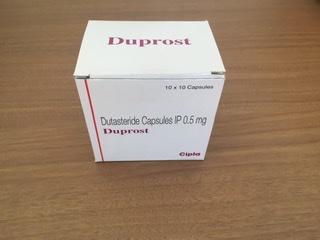 Duprost
10 x 10 Capsules
Dutasteride Capsules IP 0.5 mg
Duprost
Cipla